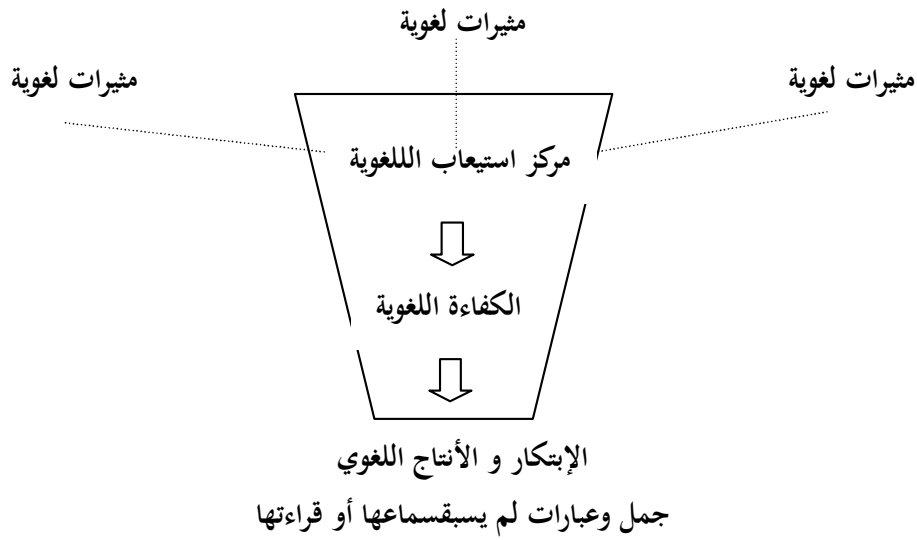 مثيرات لغوية
مثيرات لغوية
مثيرات لغوية
مركز استيعاب الللغوية
الكفاءة اللغوية
الإبتكار و الأنتاج اللغوي
جمل وعبارات لم يسبقسماعها أو قراءتها